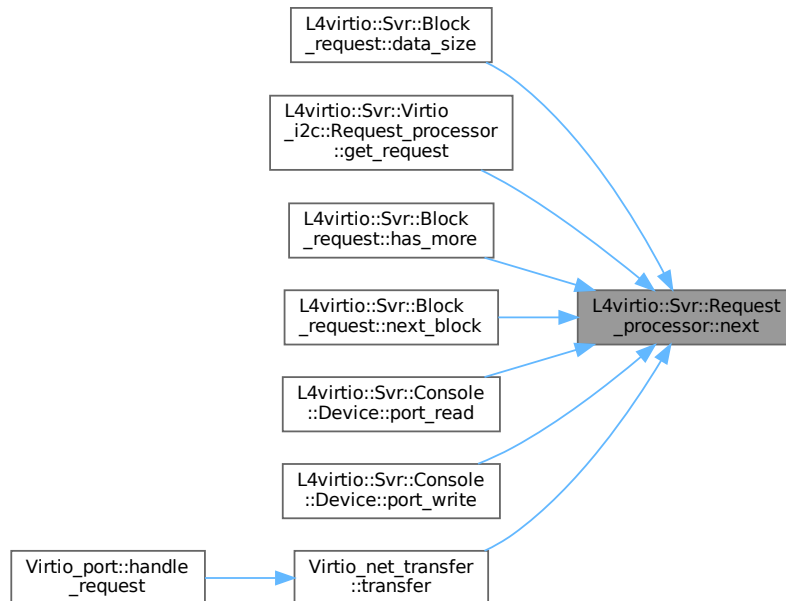 L4virtio::Svr::Block
_request::data_size
L4virtio::Svr::Virtio
_i2c::Request_processor
::get_request
L4virtio::Svr::Block
_request::has_more
L4virtio::Svr::Block
_request::next_block
L4virtio::Svr::Request
_processor::next
L4virtio::Svr::Console
::Device::port_read
L4virtio::Svr::Console
::Device::port_write
Virtio_port::handle
_request
Virtio_net_transfer
::transfer